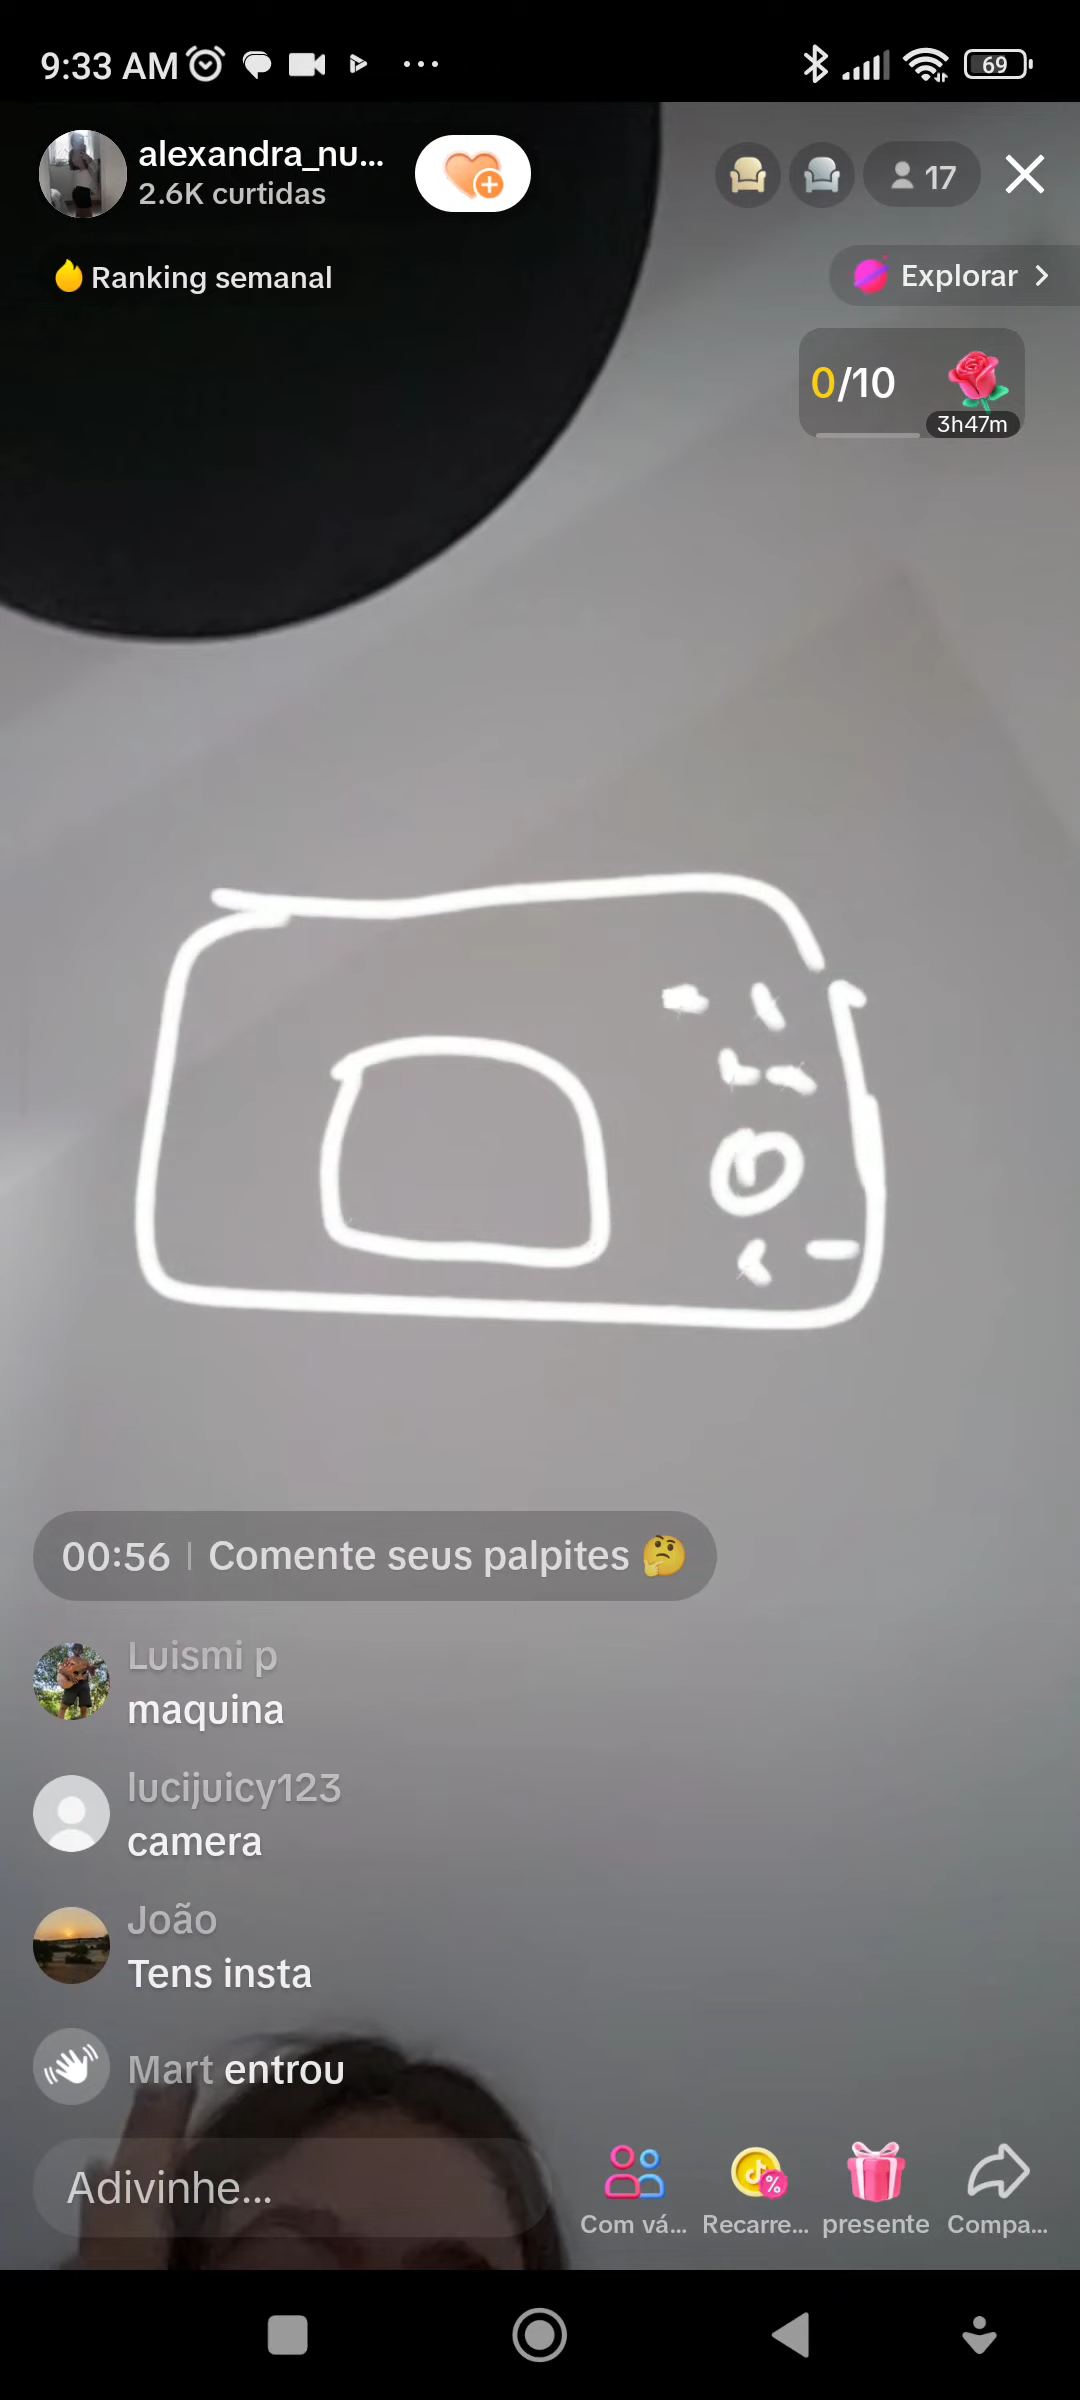 9:33 AM
69
alexandra_nu...
2.6K curtidas
17
Ranking semanal
Explorar
0/10
3h47m
00:56 | Comente seus palpites
Luismi p
maquina
lucijuicy123
camera
João
Tens insta
Mart entrou
Adivinhe...
Com vá...
Recarre...
presente
Compa...